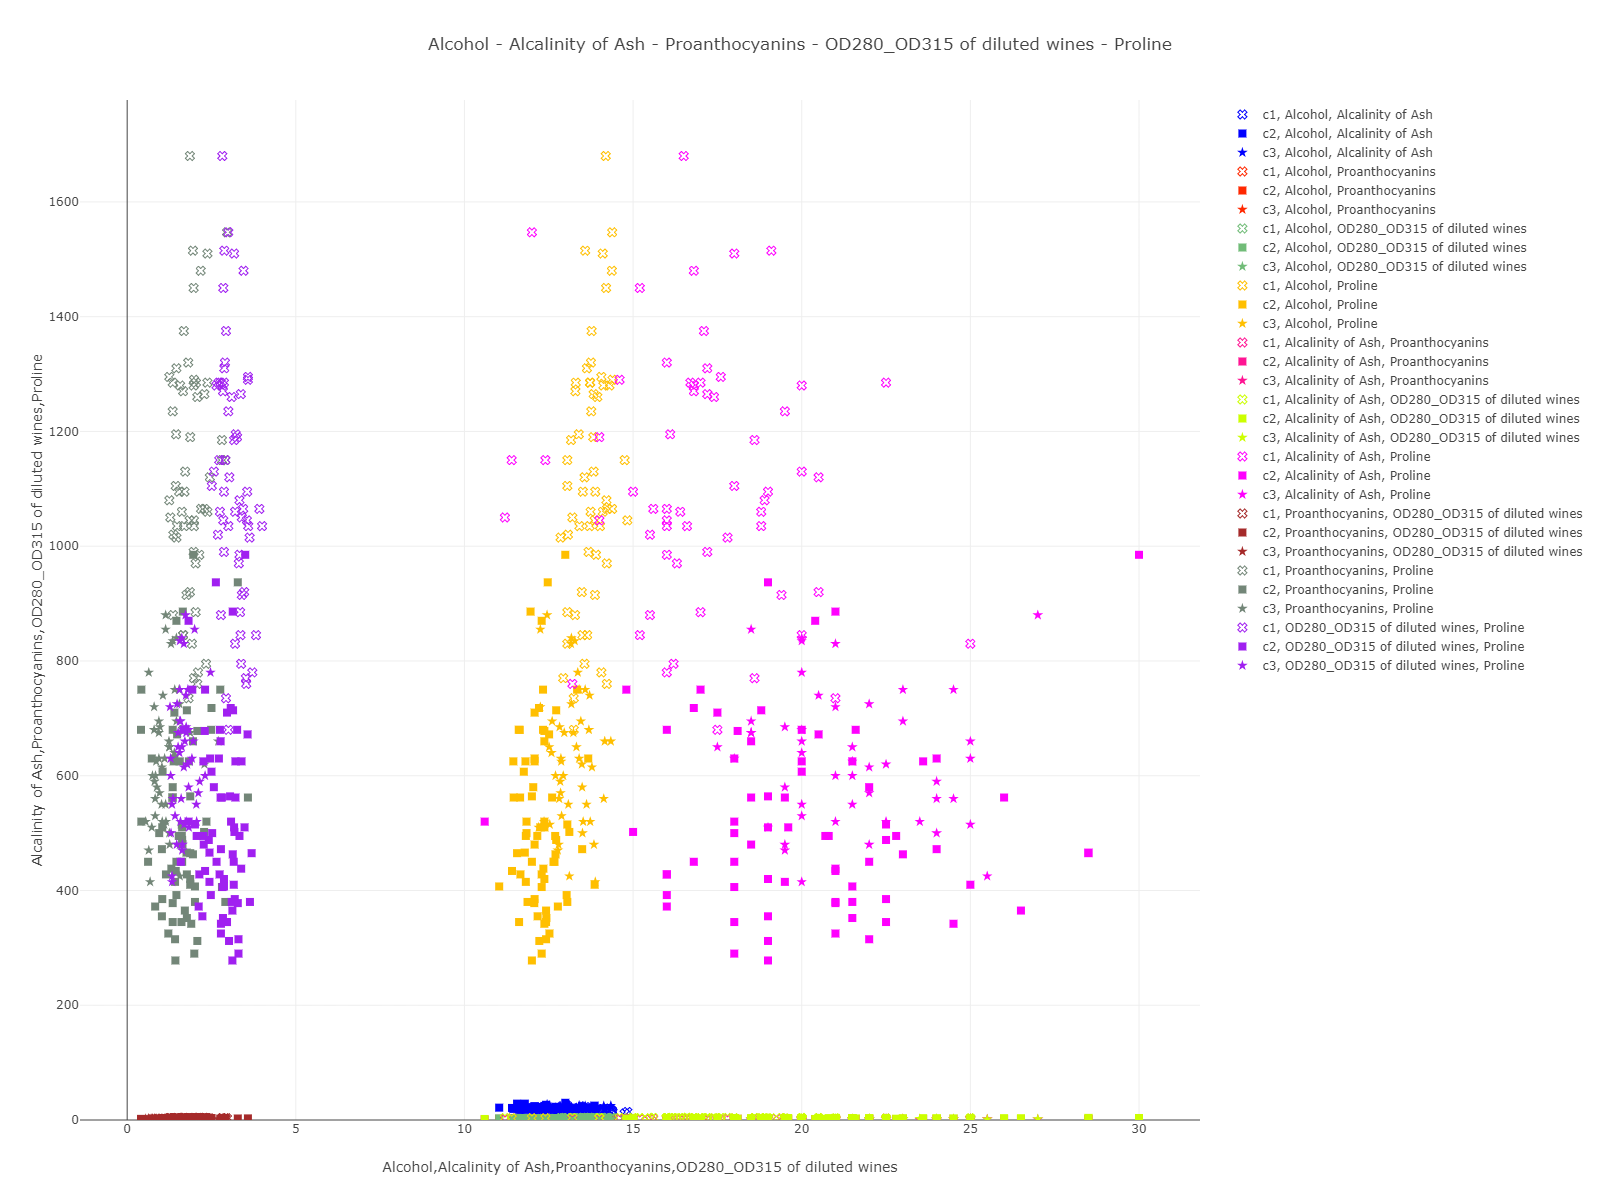 Alcohol - Alcalinity of Ash - Proanthocyanins - OD280_OD315 of diluted wines - Proline
c1, Alcohol, Alcalinity of Ash
c2, Alcohol, Alcalinity of Ash
c3, Alcohol, Alcalinity of Ash
c1, Alcohol, Proanthocyanins
c2, Alcohol, Proanthocyanins
c3, Alcohol, Proanthocyanins
c1, Alcohol, OD280_OD315 of diluted wines
c2, Alcohol, OD280_OD315 of diluted wines
c3, Alcohol, OD280_OD315 of diluted wines
c1, Alcohol, Proline
c2, Alcohol, Proline
c3, Alcohol, Proline
c1, Alcalinity of Ash, Proanthocyanins
c2, Alcalinity of Ash, Proanthocyanins
c3, Alcalinity of Ash, Proanthocyanins
c1, Alcalinity of Ash, OD280_OD315 of diluted wines
c2, Alcalinity of Ash, OD280_OD315 of diluted wines
c3, Alcalinity of Ash, OD280_OD315 of diluted wines
c1, Alcalinity of Ash, Proline
c2, Alcalinity of Ash, Proline
c3, Alcalinity of Ash, Proline
c1, Proanthocyanins, OD280_OD315 of diluted wines
c2, Proanthocyanins, OD280_OD315 of diluted wines
c3, Proanthocyanins, OD280_OD315 of diluted wines
c1, Proanthocyanins, Proline
c2, Proanthocyanins, Proline
c3, Proanthocyanins, Proline
c1, OD280_OD315 of diluted wines, Proline
c2, OD280_OD315 of diluted wines, Proline
c3, OD280_OD315 of diluted wines, Proline
Alcalinity of Ash,Proanthocyanins,OD280_OD315 of diluted wines,Proline
1600
1400
1200
1000
800
600
400
200
0
0 5 10 15 20 25 30
Alcohol,Alcalinity of Ash,Proanthocyanins,OD280_OD315 of diluted wines